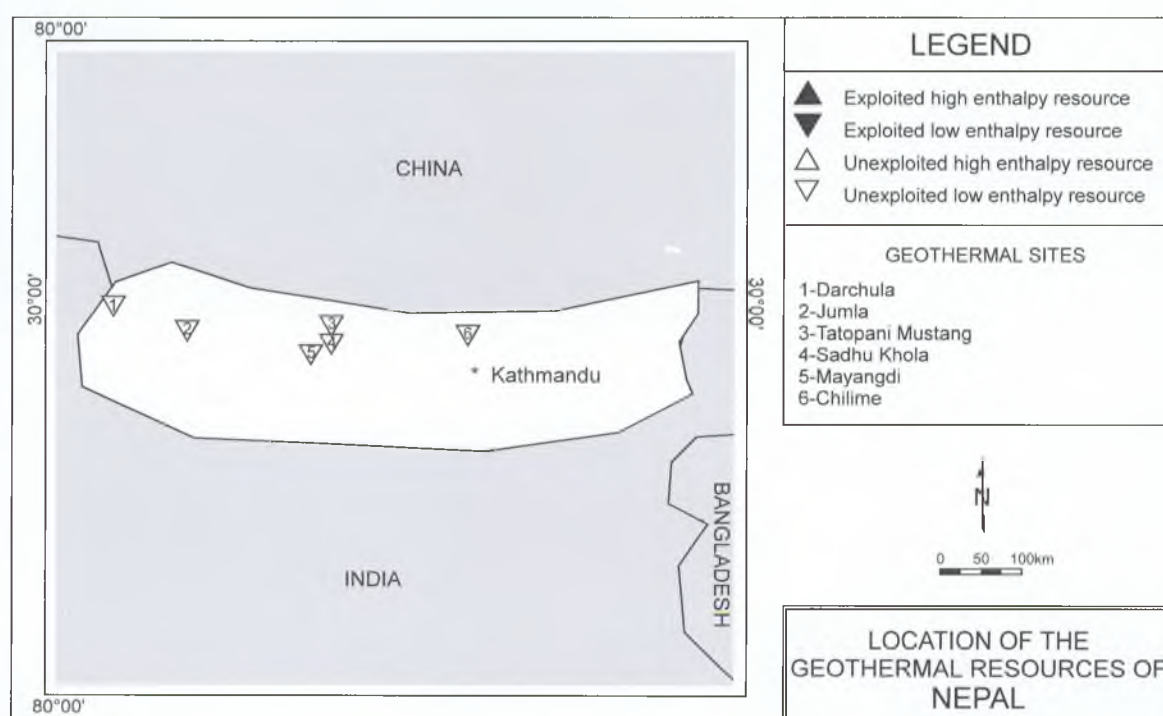 80°00'
CHINA
30°00'
30°00'
1
2
3
4
5
6
* Kathmandu
INDIA
BANGLADESH
80°00'
LEGEND
Exploited high enthalpy resource
Exploited low enthalpy resource
Unexploited high enthalpy resource
Unexploited low enthalpy resource
GEOTHERMAL SITES
1-Darchula
2-Jumla
3-Tatopani Mustang
4-Sadhu Khola
5-Mayangdi
6-Chilime
N
0 50 100km
LOCATION OF THE
GEOTHERMAL RESOURCES OF
NEPAL